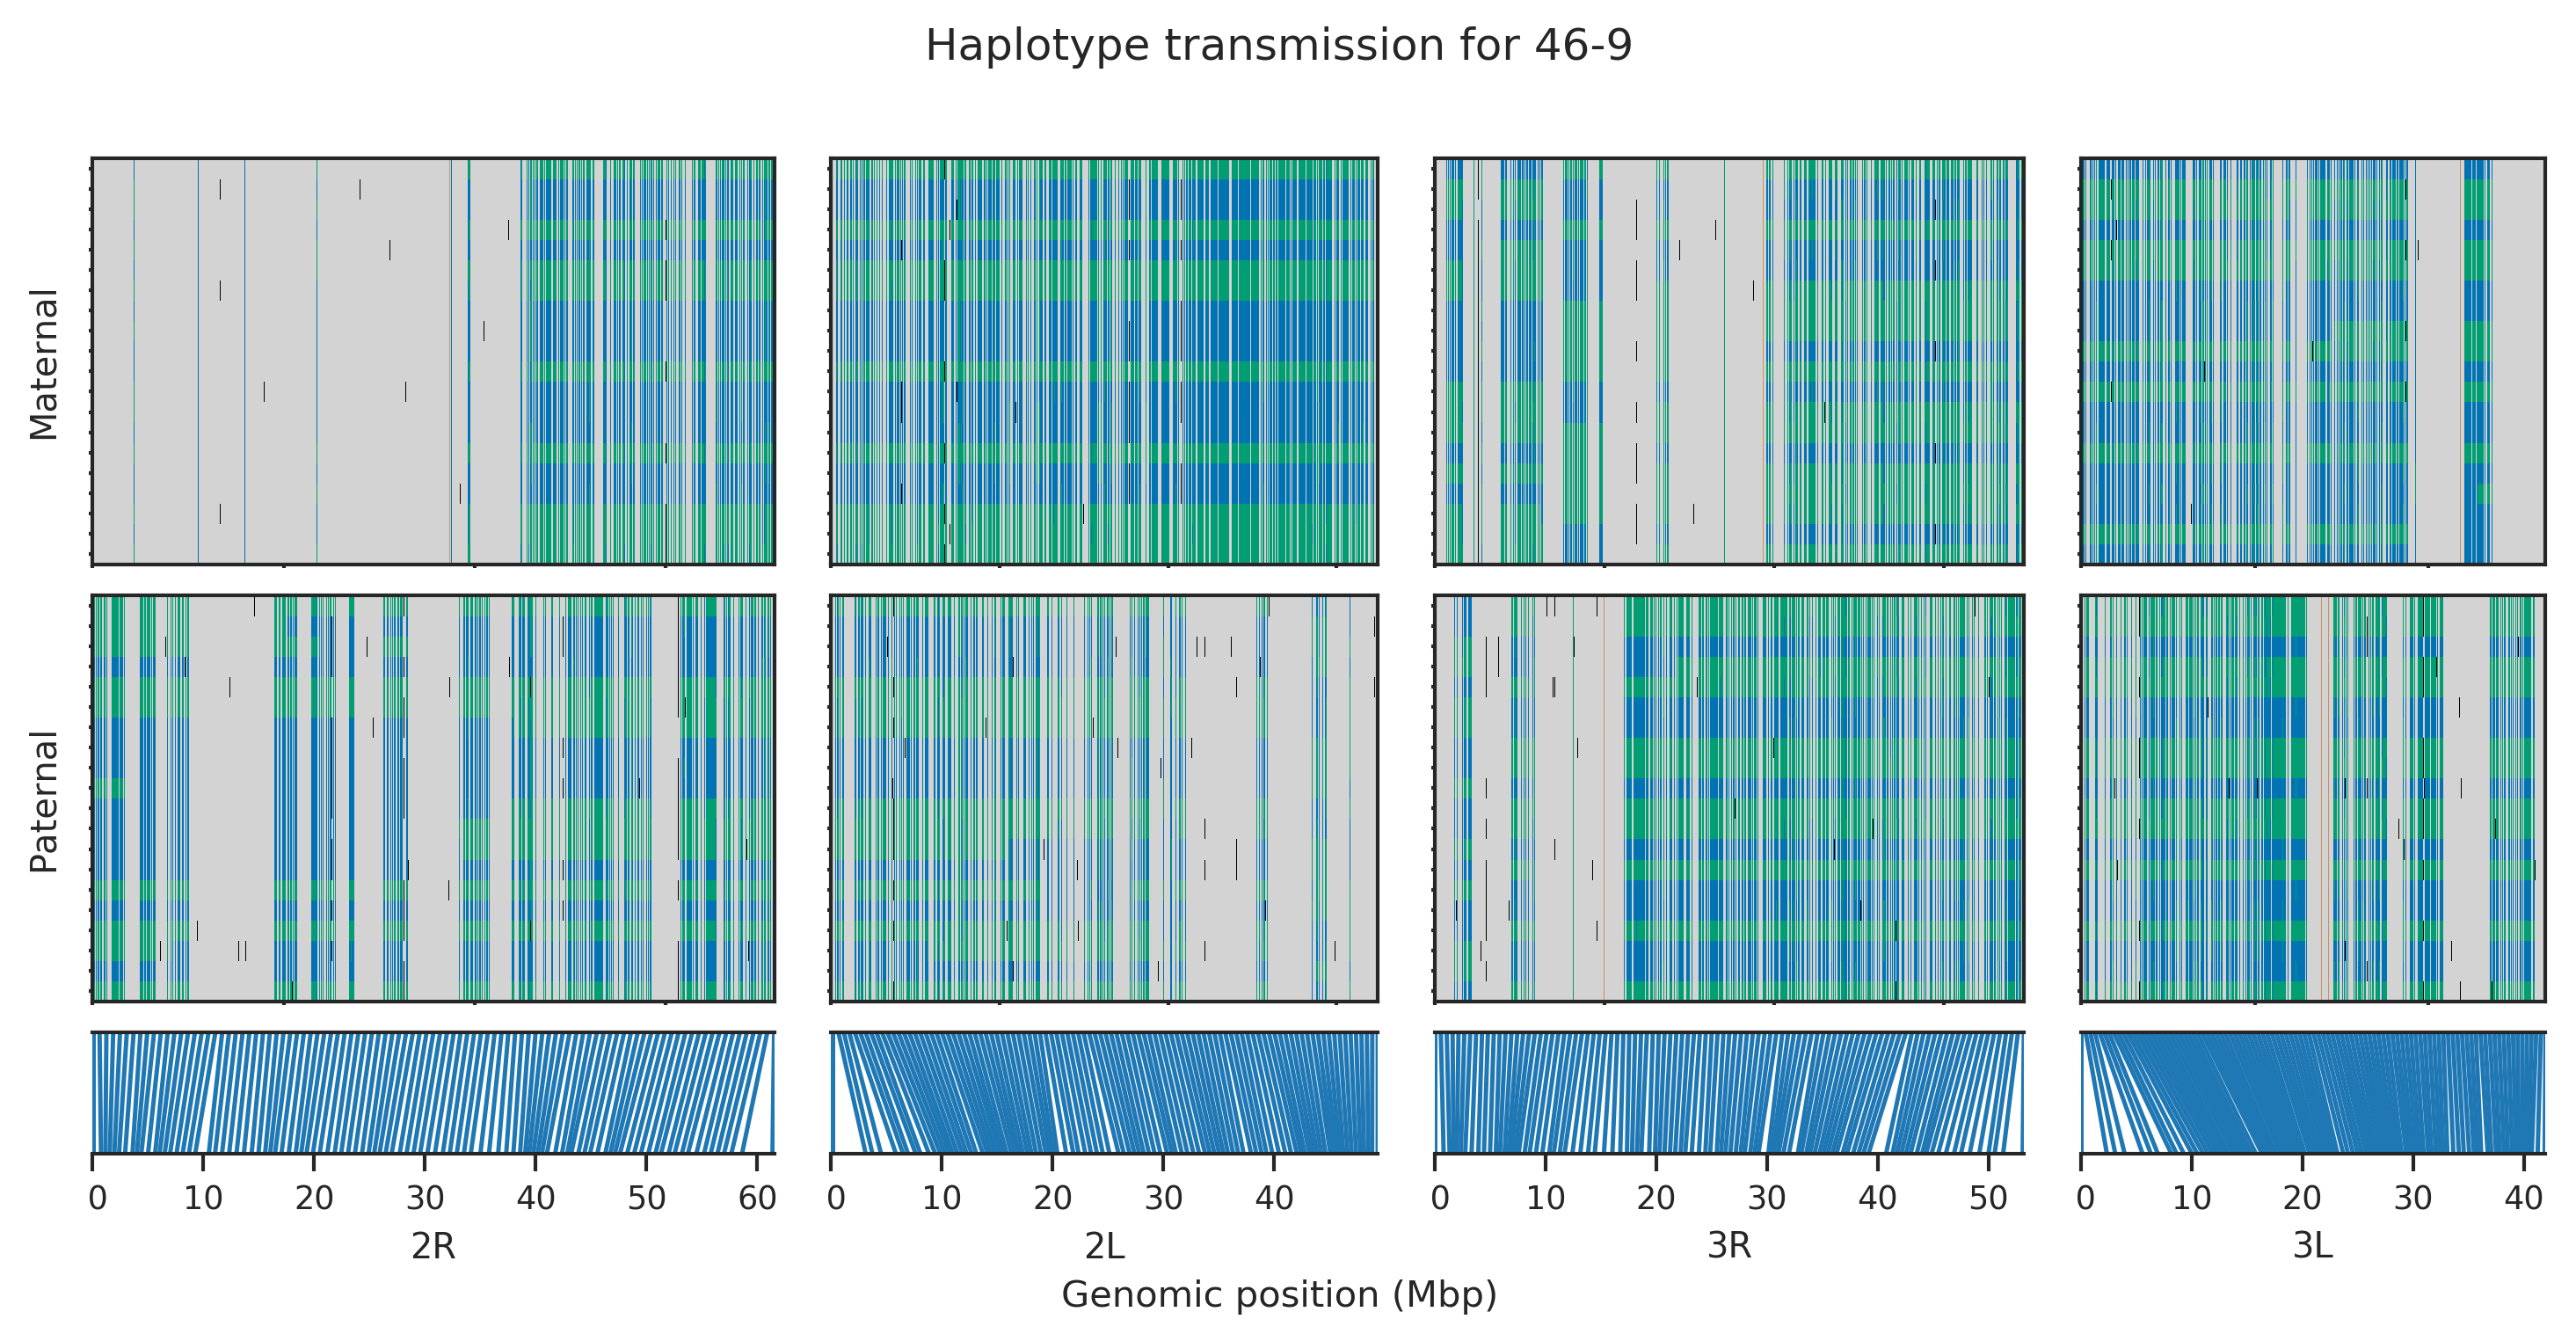 Haplotype transmission for 46-9
Maternal
Paternal
0 10 20 30 40 50 60
0 10 20 30 40
0 10 20 30 40 50
0 10 20 30 40
2R
2L
3R
3L
Genomic position (Mbp)